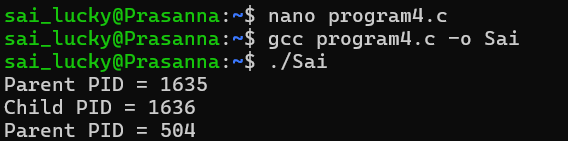 sai_lucky@Prasanna:~$ nano program4.c
sai_lucky@Prasanna:~$ gcc program4.c -o Sai
sai_lucky@Prasanna:~$ ./Sai
Parent PID = 1635
Child PID = 1636
Parent PID = 504